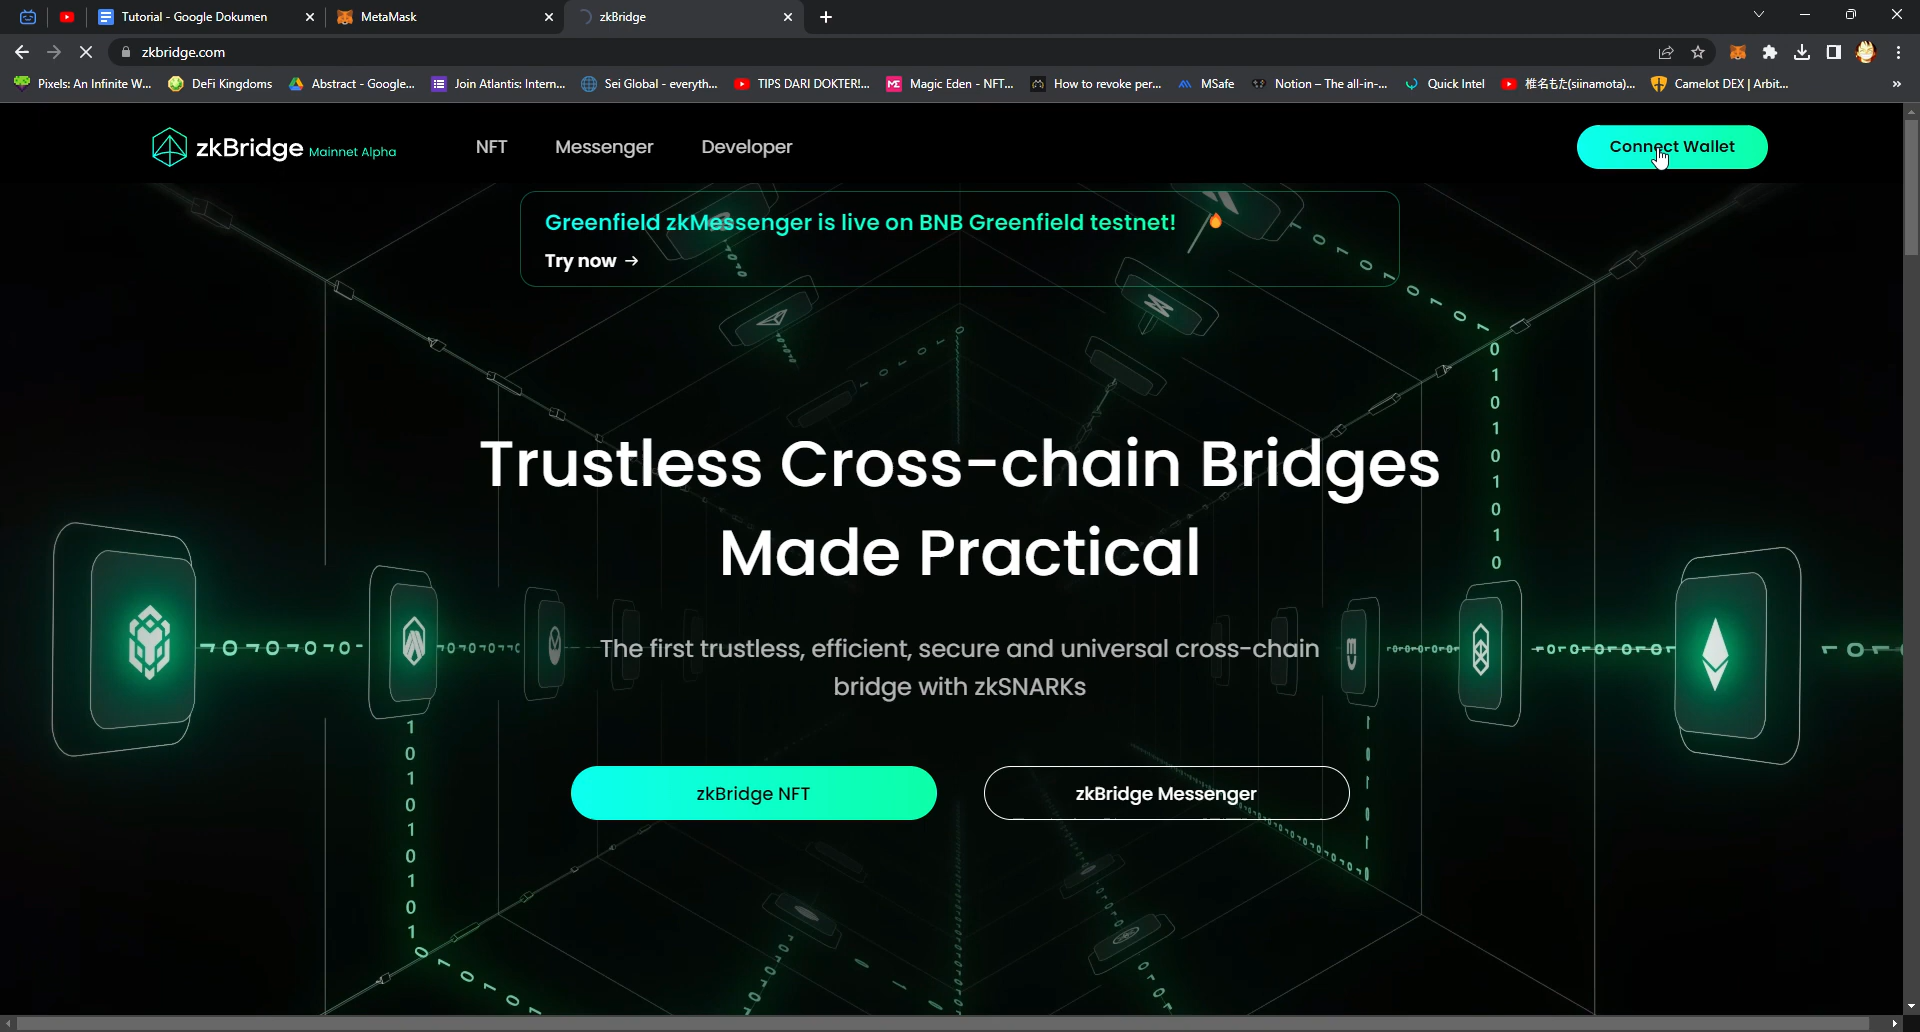 Tutorial - Google Dokumen
MetaMask
zkBridge
zkbridge.com
Pixels: An Infinite W...
DeFi Kingdoms
Abstract - Google...
Join Atlantis: Intern...
Sei Global - everyth...
TIPS DARI DOKTER!...
Magic Eden - NFT...
How to revoke per...
MSafe
Notion – The all-in-...
Quick Intel
椎名もた(siinamota)...
Camelot DEX | Arbit...
zkBridge Mainnet Alpha
NFT
Messenger
Developer
Connect Wallet
Greenfield zkMessenger is live on BNB Greenfield testnet! 🔥
Try now →
Trustless Cross-chain Bridges
Made Practical
The first trustless, efficient, secure and universal cross-chain
bridge with zkSNARKs
zkBridge NFT
zkBridge Messenger